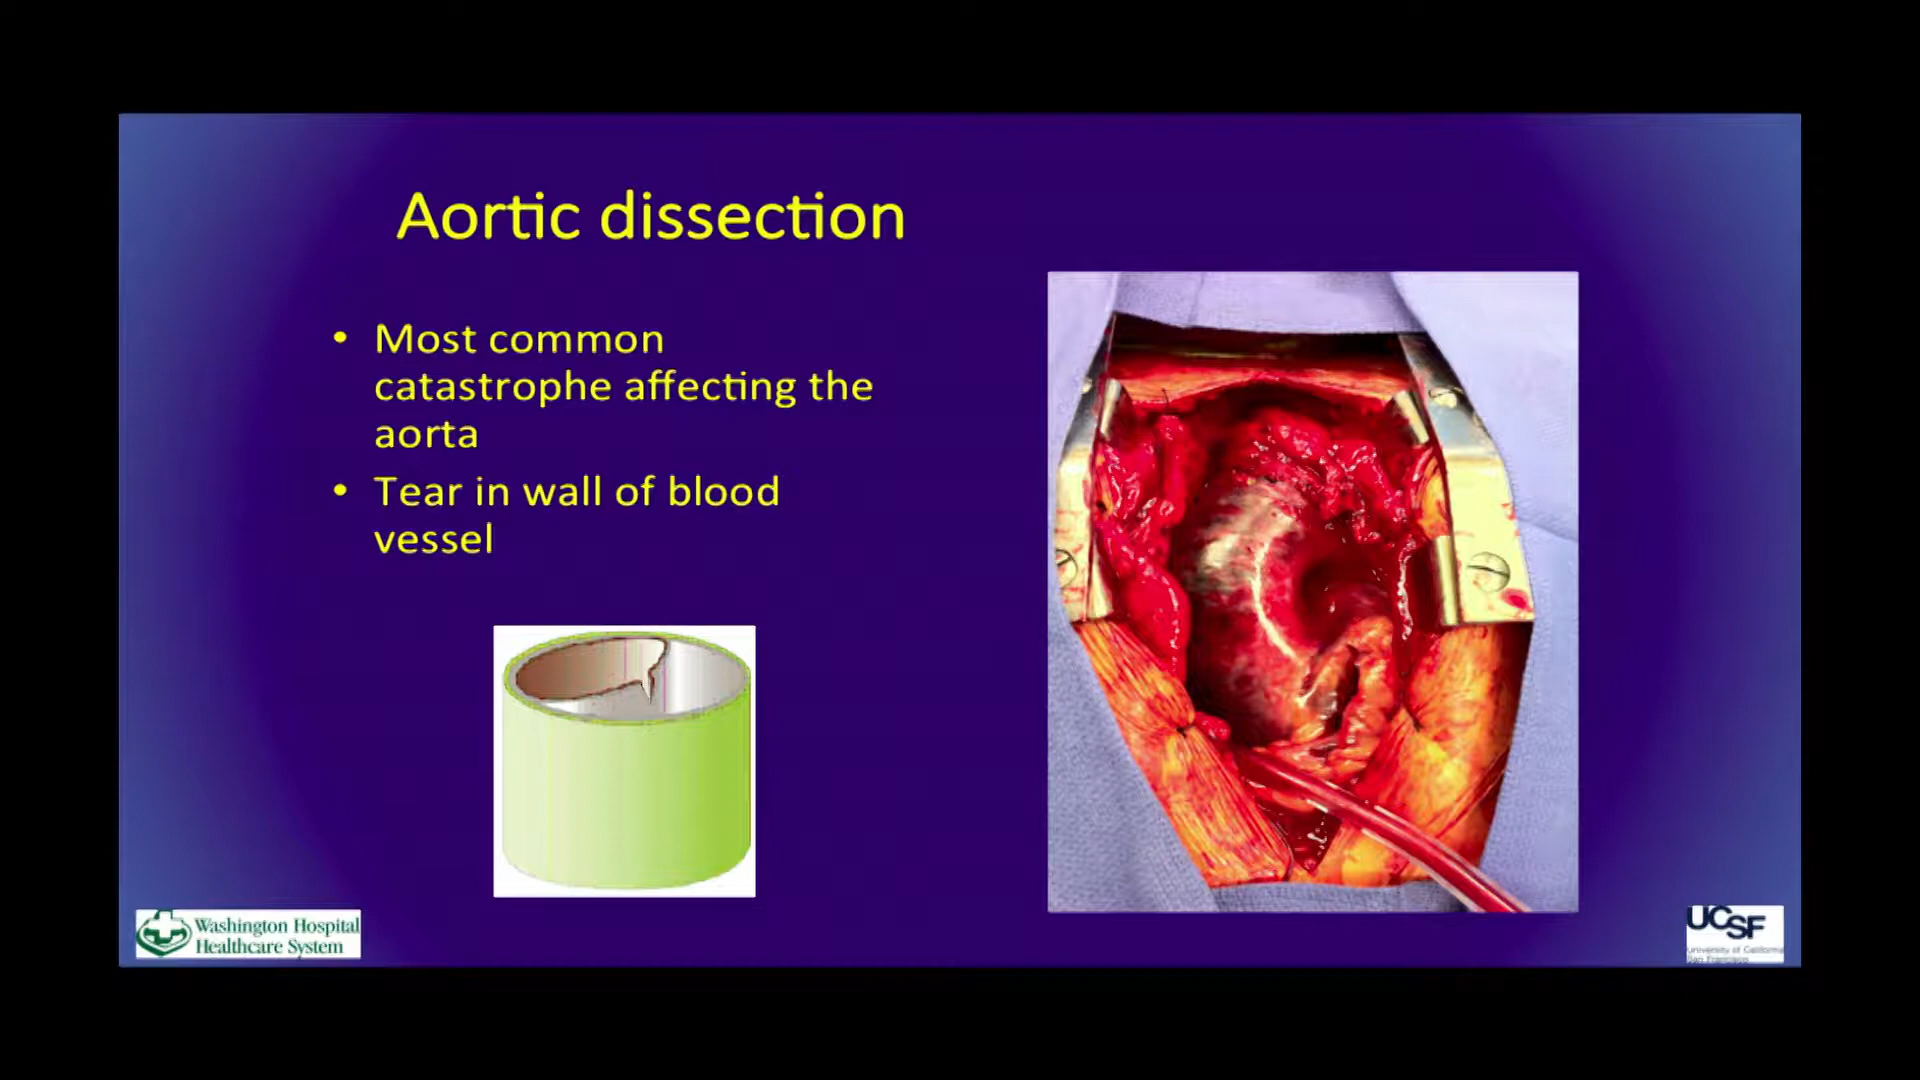 Aortic dissection
• Most common
catastrophe affecting the
aorta
• Tear in wall of blood
vessel
Washington Hospital
Healthcare System
UCSF
University of California
San Francisco